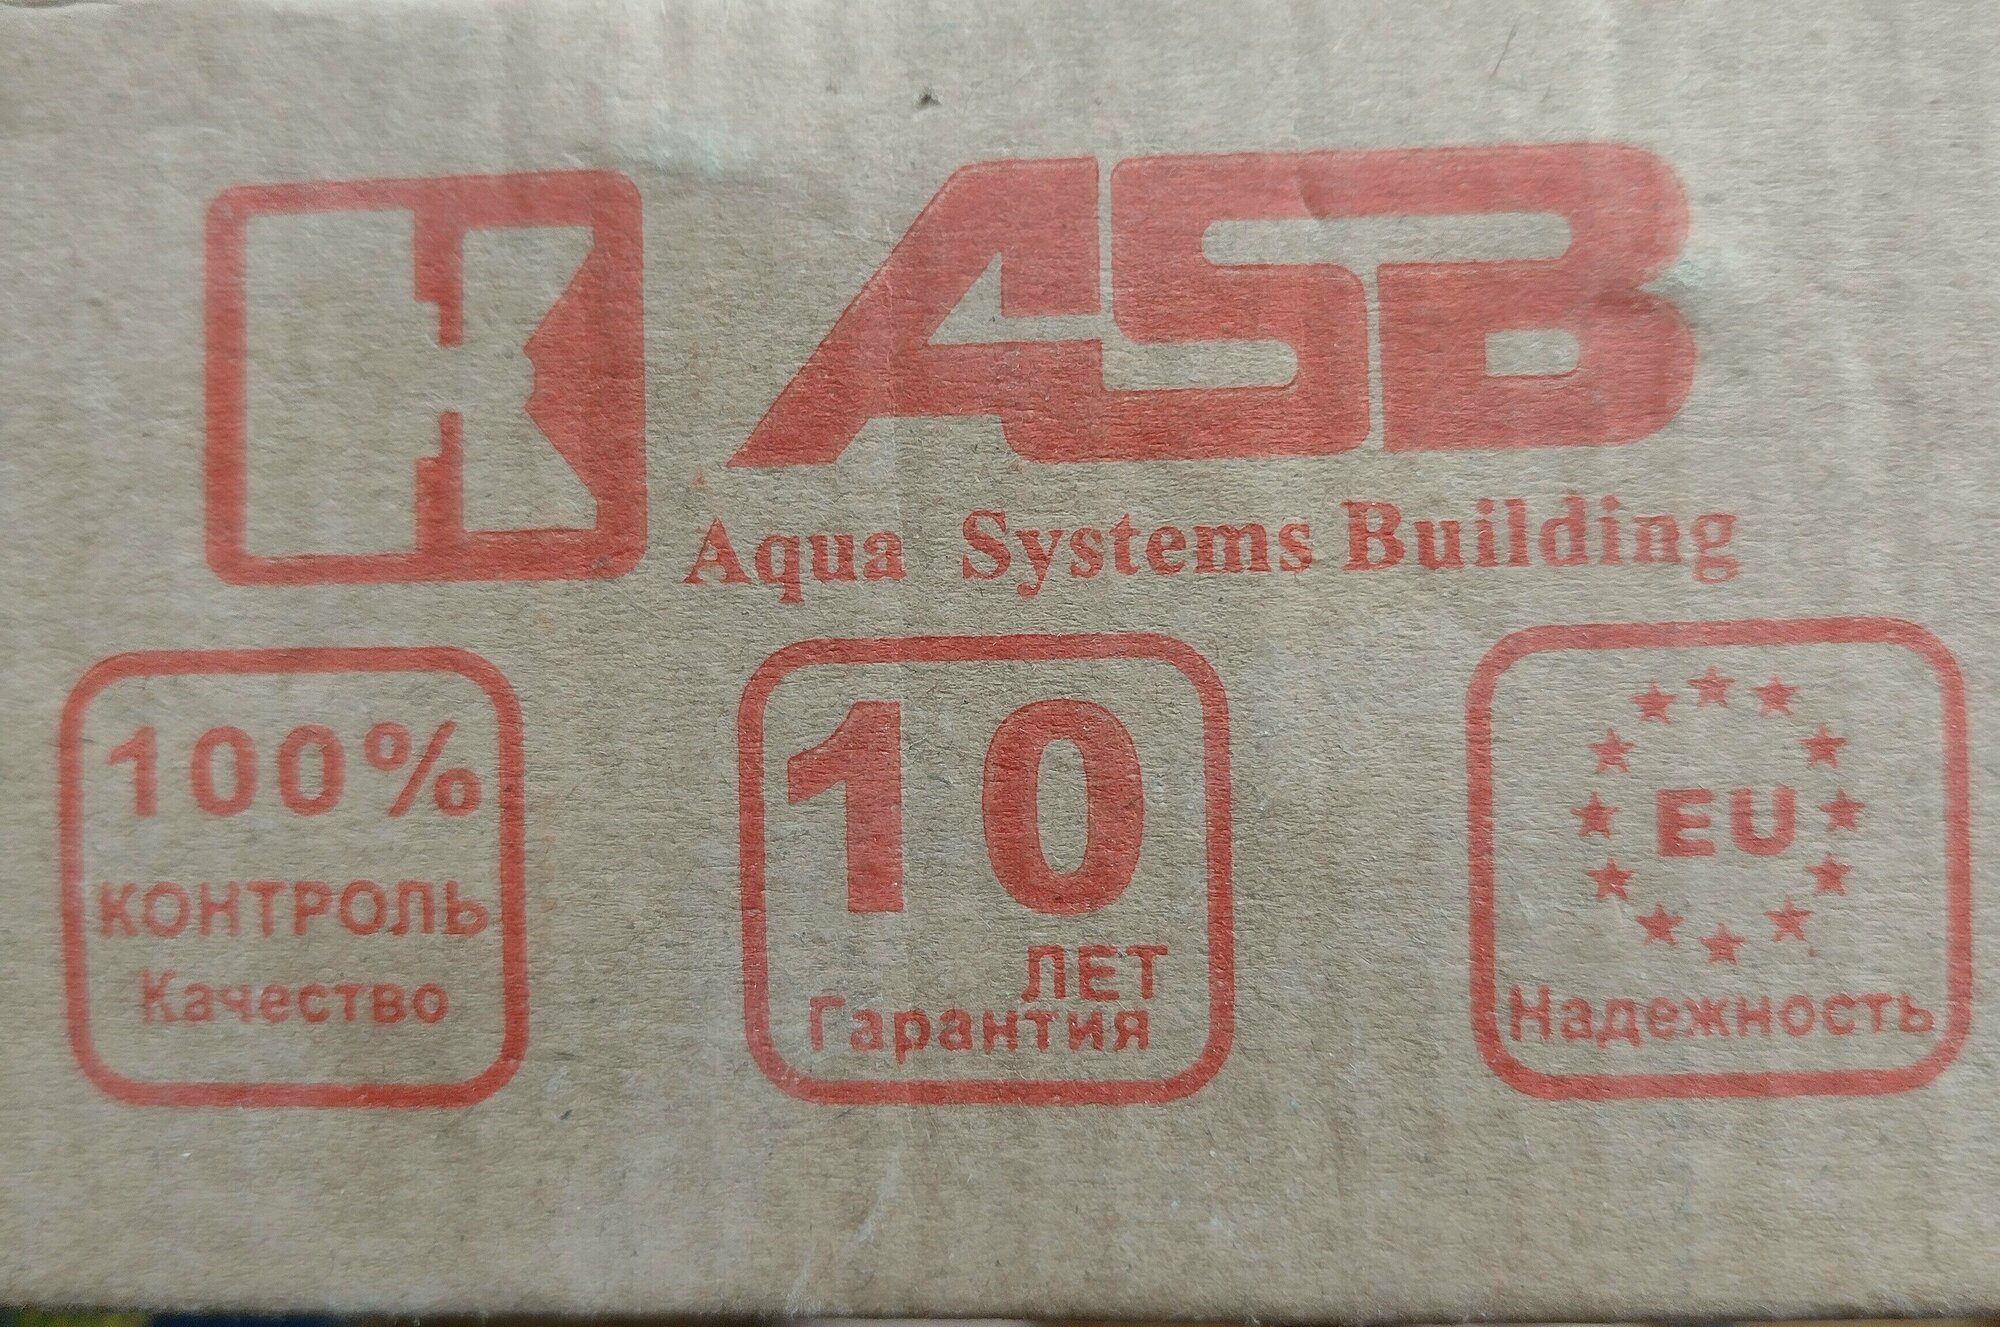 ASB
Aqua Systems Building
100%
КОНТРОЛЬ
Качество
10
ЛЕТ
Гарантия
EU
Надежность